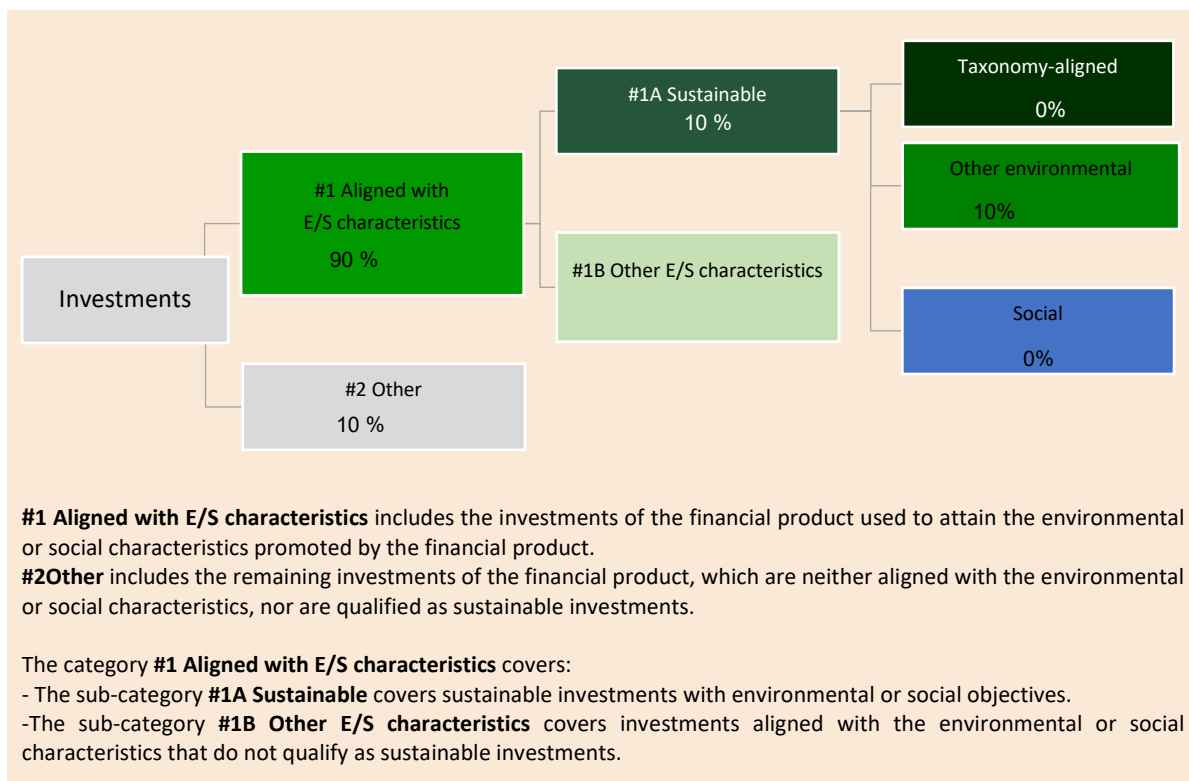 Investments
#1 Aligned with
E/S characteristics
90 %
#2 Other
10 %
#1A Sustainable
10 %
#1B Other E/S characteristics
Taxonomy-aligned
0%
Other environmental
10%
Social
0%
#1 Aligned with E/S characteristics includes the investments of the financial product used to attain the environmental
or social characteristics promoted by the financial product.
#2Other includes the remaining investments of the financial product, which are neither aligned with the environmental
or social characteristics, nor are qualified as sustainable investments.
The category #1 Aligned with E/S characteristics covers:
- The sub-category #1A Sustainable covers sustainable investments with environmental or social objectives.
-The sub-category #1B Other E/S characteristics covers investments aligned with the environmental or social
characteristics that do not qualify as sustainable investments.